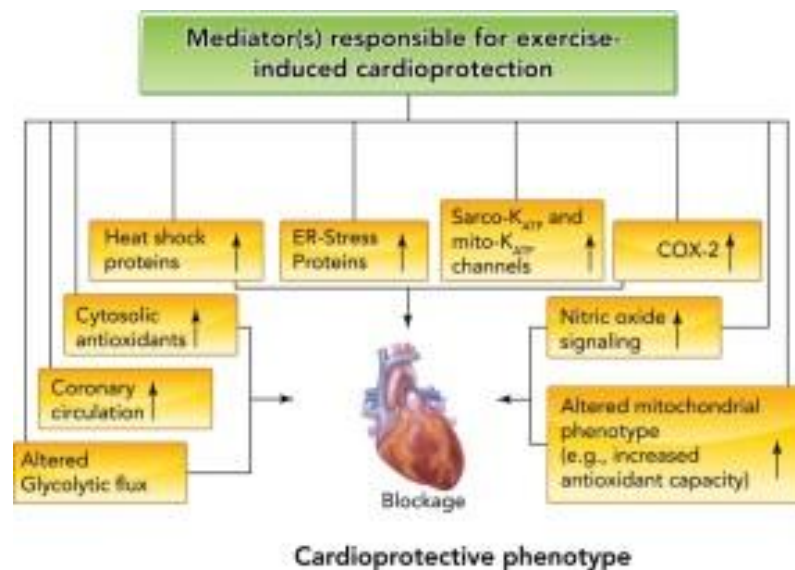 Mediator(s) responsible for exercise-
induced cardioprotection
Heat shock
proteins
ER-Stress
Proteins
Sarco-KATP and
mito-KATP
channels
COX-2
Cytosolic
antioxidants
Nitric oxide
signaling
Coronary
circulation
Altered mitochondrial
phenotype
(e.g., increased
antioxidant capacity)
Altered
Glycolytic flux
Blockage
Cardioprotective phenotype